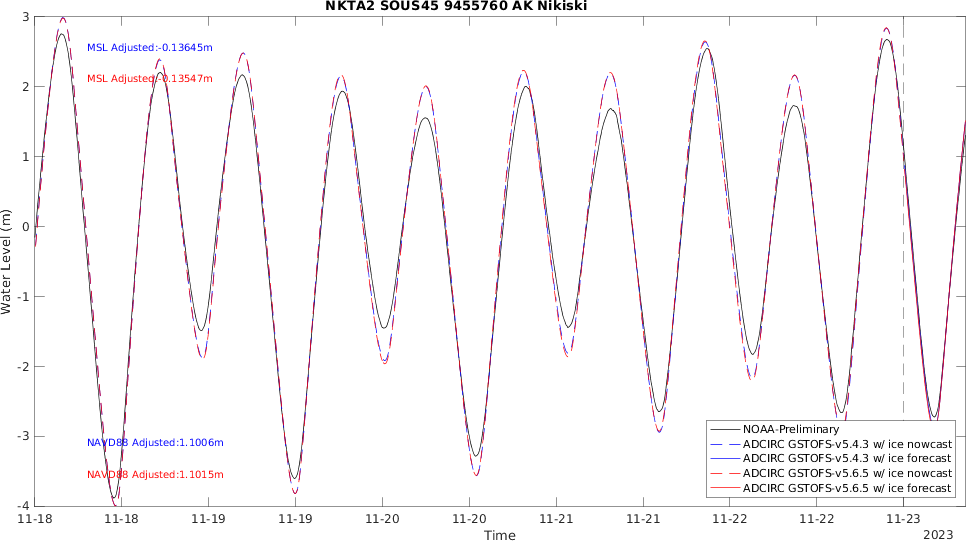 NKTA2 SOUS45 9455760 AK Nikiski
MSL Adjusted:-0.13645m
MSL Adjusted:-0.13547m
NAVD88 Adjusted:1.1006m
NAVD88 Adjusted:1.1015m
Water Level (m)
3
2
1
0
-1
-2
-3
-4
NOAA-Preliminary
ADCIRC GSTOFS-v5.4.3 w/ ice nowcast
ADCIRC GSTOFS-v5.4.3 w/ ice forecast
ADCIRC GSTOFS-v5.6.5 w/ ice nowcast
ADCIRC GSTOFS-v5.6.5 w/ ice forecast
11-18 11-18 11-19 11-19 11-20 11-20 11-21 11-21 11-22 11-22 11-23
Time
2023